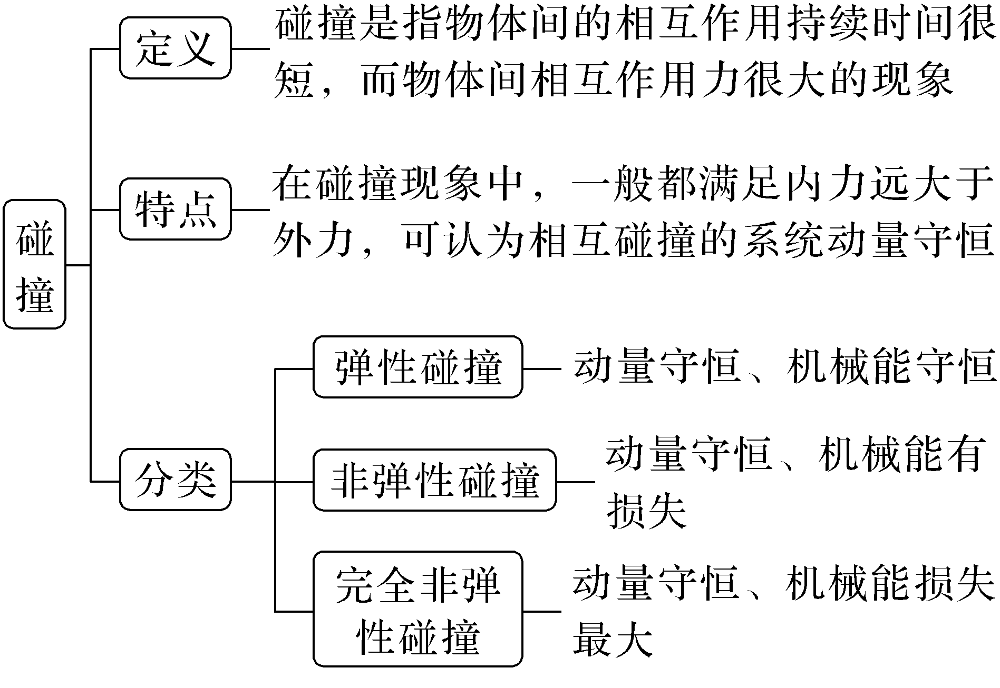 碰
撞
定义
碰撞是指物体间的相互作用持续时间很
短，而物体间相互作用力很大的现象
特点
在碰撞现象中，一般都满足内力远大于
外力，可认为相互碰撞的系统动量守恒
分类
弹性碰撞
动量守恒、机械能守恒
非弹性碰撞
动量守恒、机械能有
损失
完全非弹
性碰撞
动量守恒、机械能损失
最大